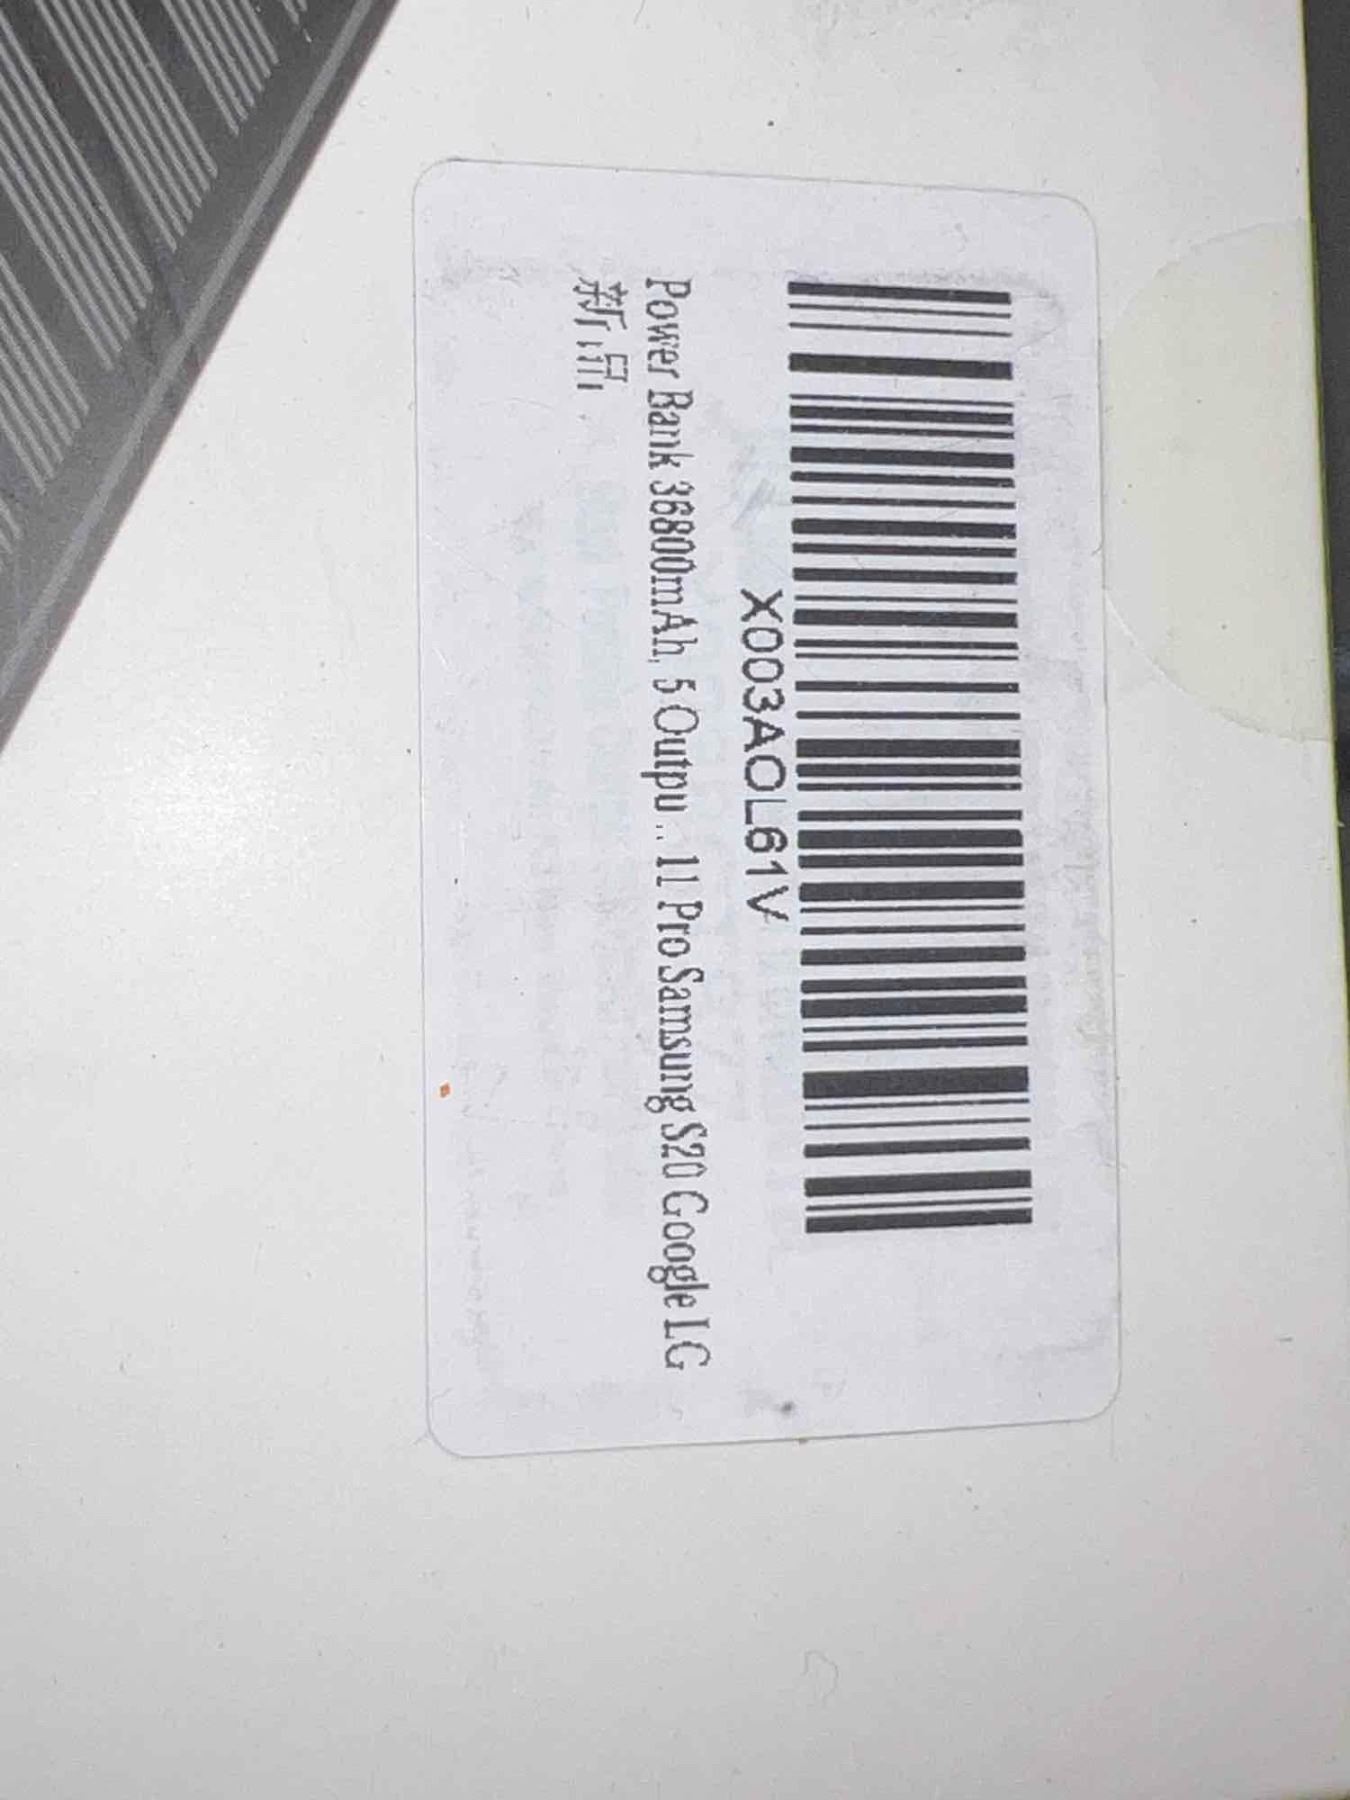 X003AOL61V
Power Bank 36800mAh, 5 Outpu...11 Pro Samsung S20 Google LG
新品